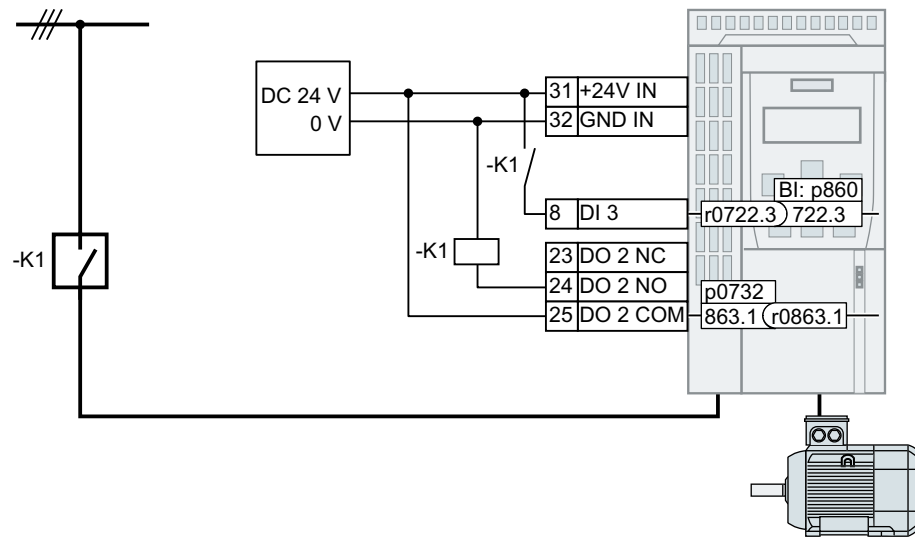 DC 24 V
0 V
31 +24V IN
32 GND IN
-K1
8 DI 3
BI: p860
r0722.3 722.3
-K1
-K1
23 DO 2 NC
24 DO 2 NO
25 DO 2 COM
p0732
863.1 r0863.1